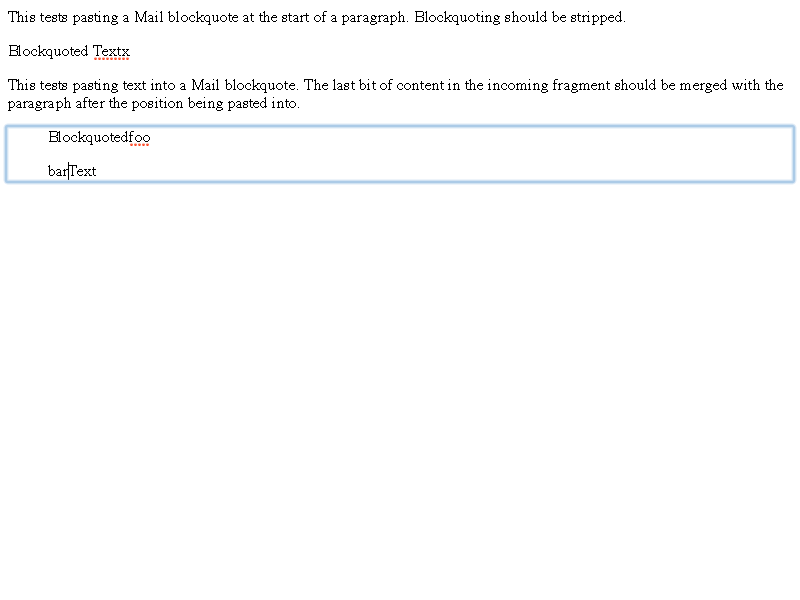 This tests pasting a Mail blockquote at the start of a paragraph. Blockquoting should be stripped.
Blockquoted Textx
This tests pasting text into a Mail blockquote. The last bit of content in the incoming fragment should be merged with the
paragraph after the position being pasted into.
Blockquotedfoo
barText